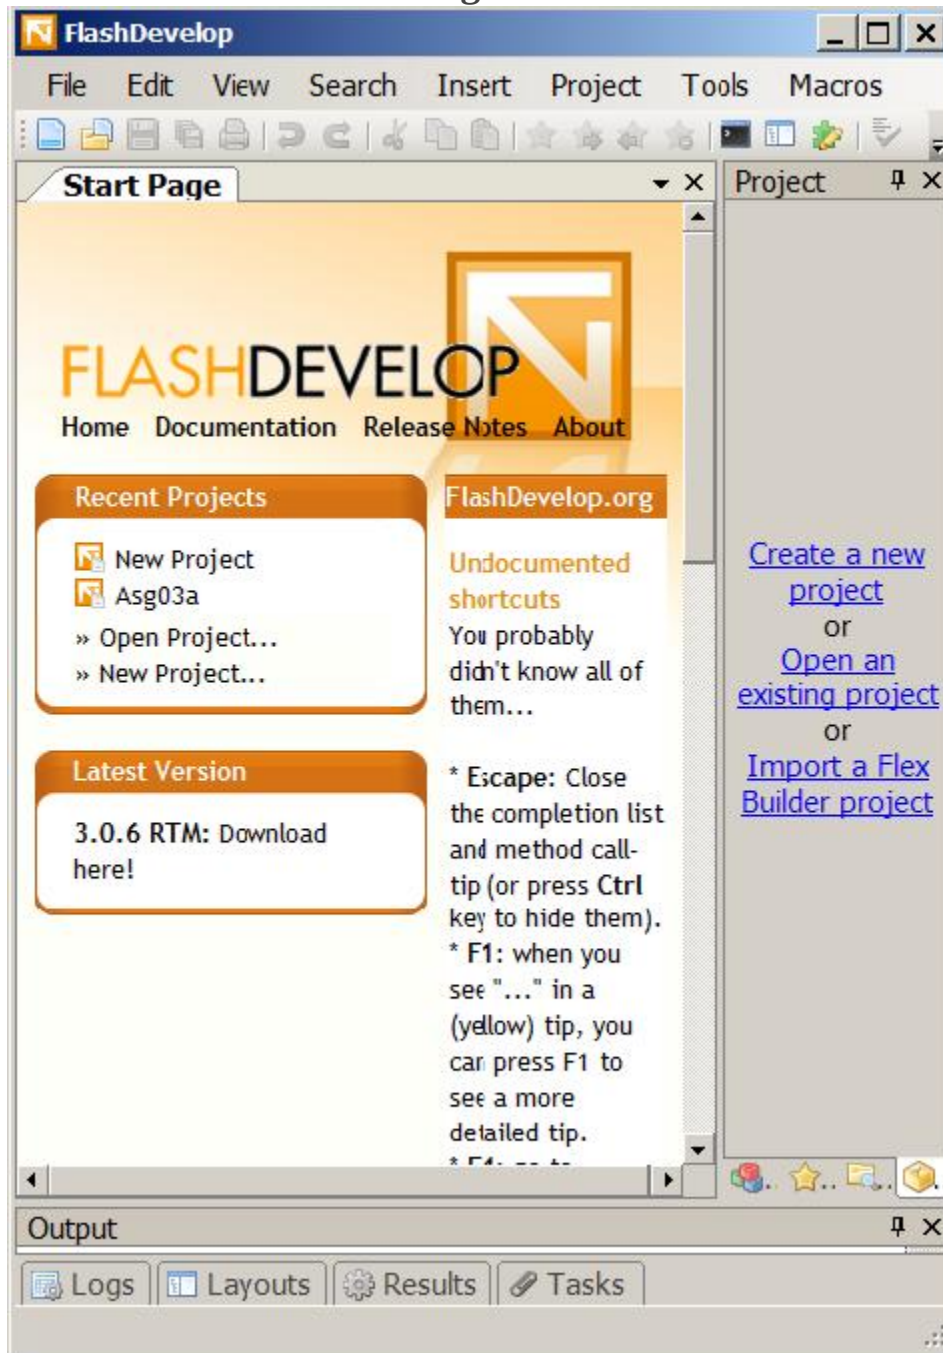 FlashDevelop
File Edit View Search Insert Project Tools Macros
Start Page
Project
FLASHDEVELOP
Home Documentation Release Notes About
Recent Projects
New Project
Asg03a
» Open Project...
» New Project...
Latest Version
3.0.6 RTM: Download
here!
FlashDevelop.org
Undocumented
shortcuts
You probably
didn't know all of
them...
* Escape: Close
the completion list
and method call-
tip (or press Ctrl
key to hide them).
* F1: when you
see "..." in a
(yellow) tip, you
can press F1 to
see a more
detailed tip.
Create a new
project
or
Open an
existing project
or
Import a Flex
Builder project
Output
Logs Layouts Results Tasks